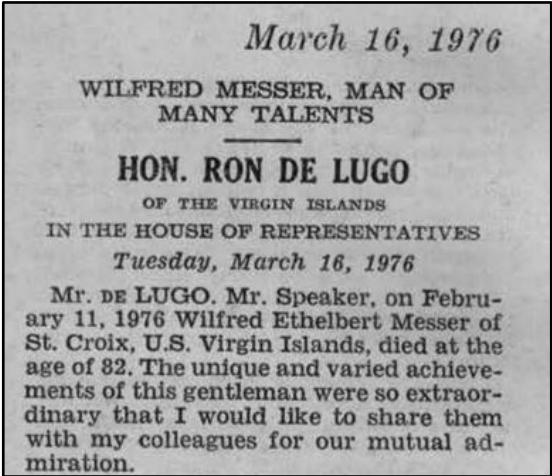 March 16, 1976
WILFRED MESSER, MAN OF
MANY TALENTS
HON. RON DE LUGO
OF THE VIRGIN ISLANDS
IN THE HOUSE OF REPRESENTATIVES
Tuesday, March 16, 1976
Mr. DE LUGO. Mr. Speaker, on Febru-
ary 11, 1976 Wilfred Ethelbert Messer of
St. Croix, U.S. Virgin Islands, died at the
age of 82. The unique and varied achieve-
ments of this gentleman were so extraor-
dinary that I would like to share them
with my colleagues for our mutual ad-
miration.